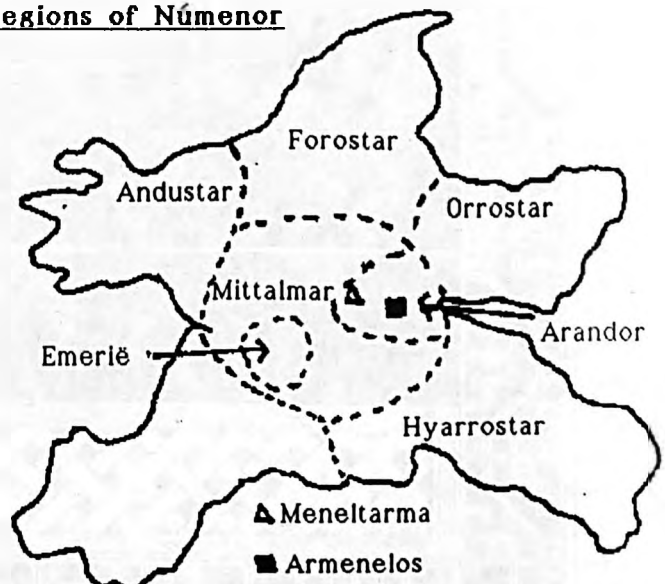 egions of Númenor
Forostar
Andustar
Orrostar
Mittalmar
Arandor
Emerië
Hyarrostar
Meneltarma
Armenelos